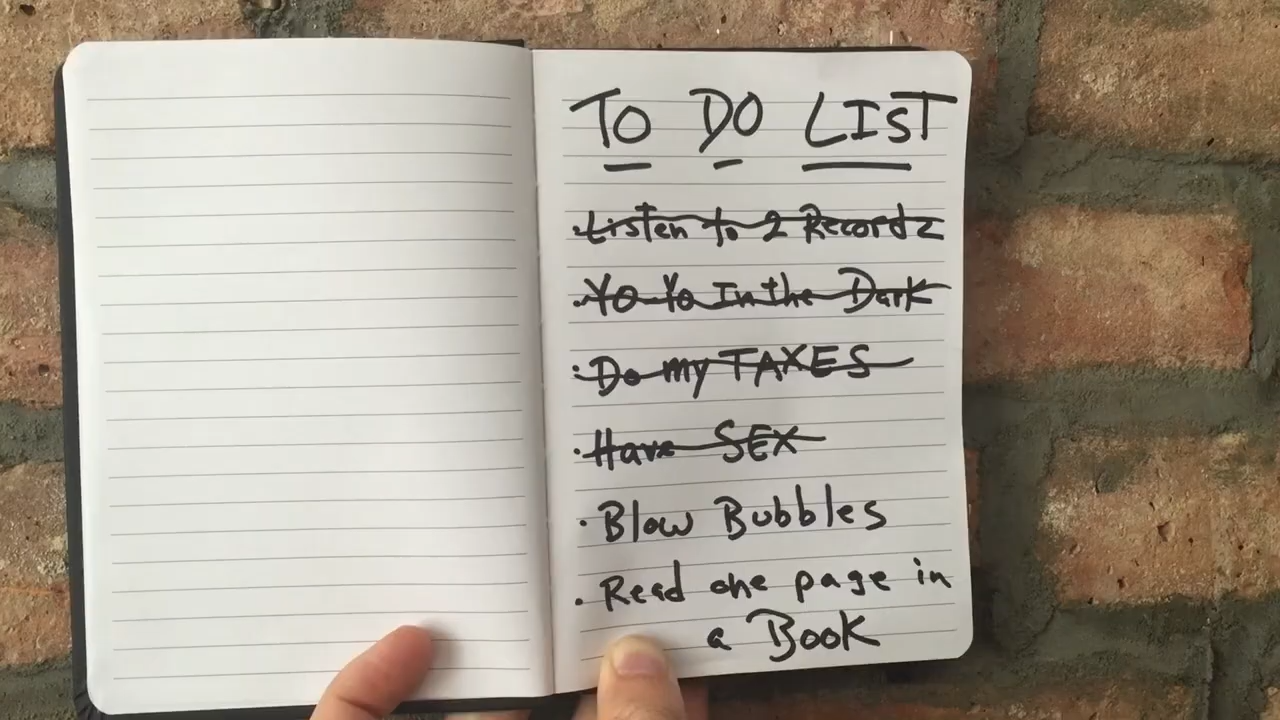 TO DO LIST
· Listen to 2 Recordz
· Yo Yo In the Dark
· Do my TAXES
· Have SEX
· Blow Bubbles
· Read one page in
a Book